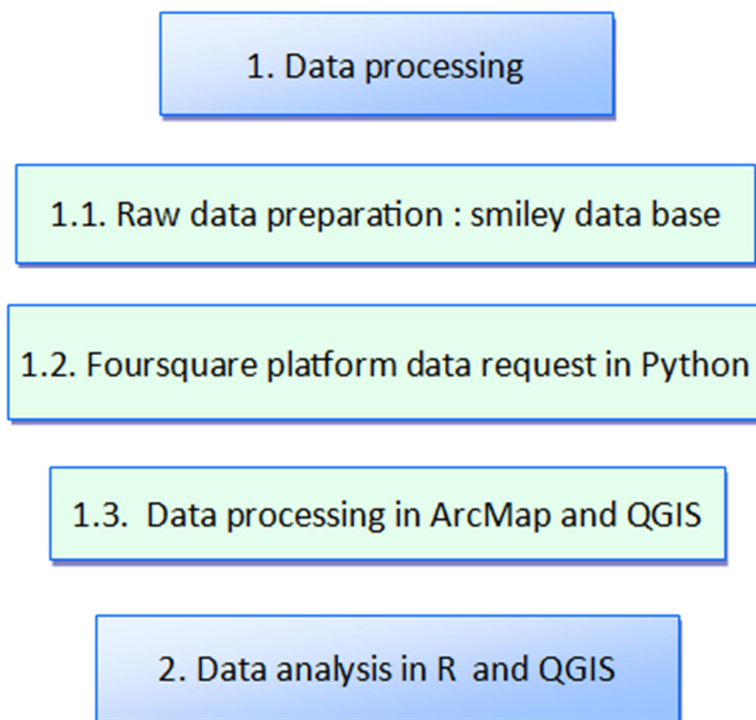 1. Data processing
1.1. Raw data preparation : smiley data base
1.2. Foursquare platform data request in Python
1.3.  Data processing in ArcMap and QGIS
2. Data analysis in R  and QGIS